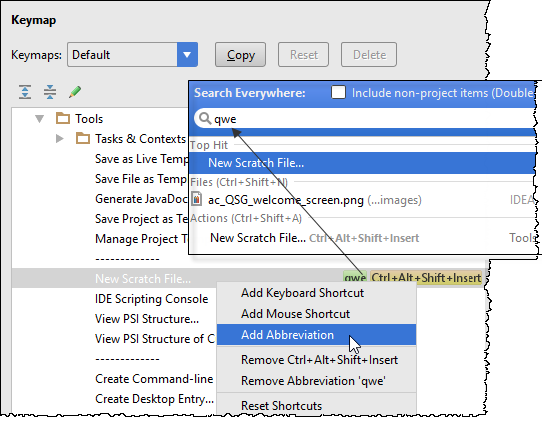 Keymap
Keymaps: Default Copy Reset Delete
Search Everywhere: Include non-project items (Double
qwe
Top Hit
New Scratch File...
Files (Ctrl+Shift+N)
ac_QSG_welcome_screen.png (...images) IDEA
Actions (Ctrl+Shift+A)
New Scratch File... Ctrl+Alt+Shift+Insert Tools
Tools
Tasks & Contexts
Save as Live Temp
Save File as Temp
Generate JavaDoc
Save Project as Temp
Manage Project T
-------------
New Scratch File... qwe Ctrl+Alt+Shift+Insert
IDE Scripting Console
View PSI Structure...
View PSI Structure of C
-------------
Create Command-line
Create Desktop Entry...
Add Keyboard Shortcut
Add Mouse Shortcut
Add Abbreviation
Remove Ctrl+Alt+Shift+Insert
Remove Abbreviation 'qwe'
Reset Shortcuts